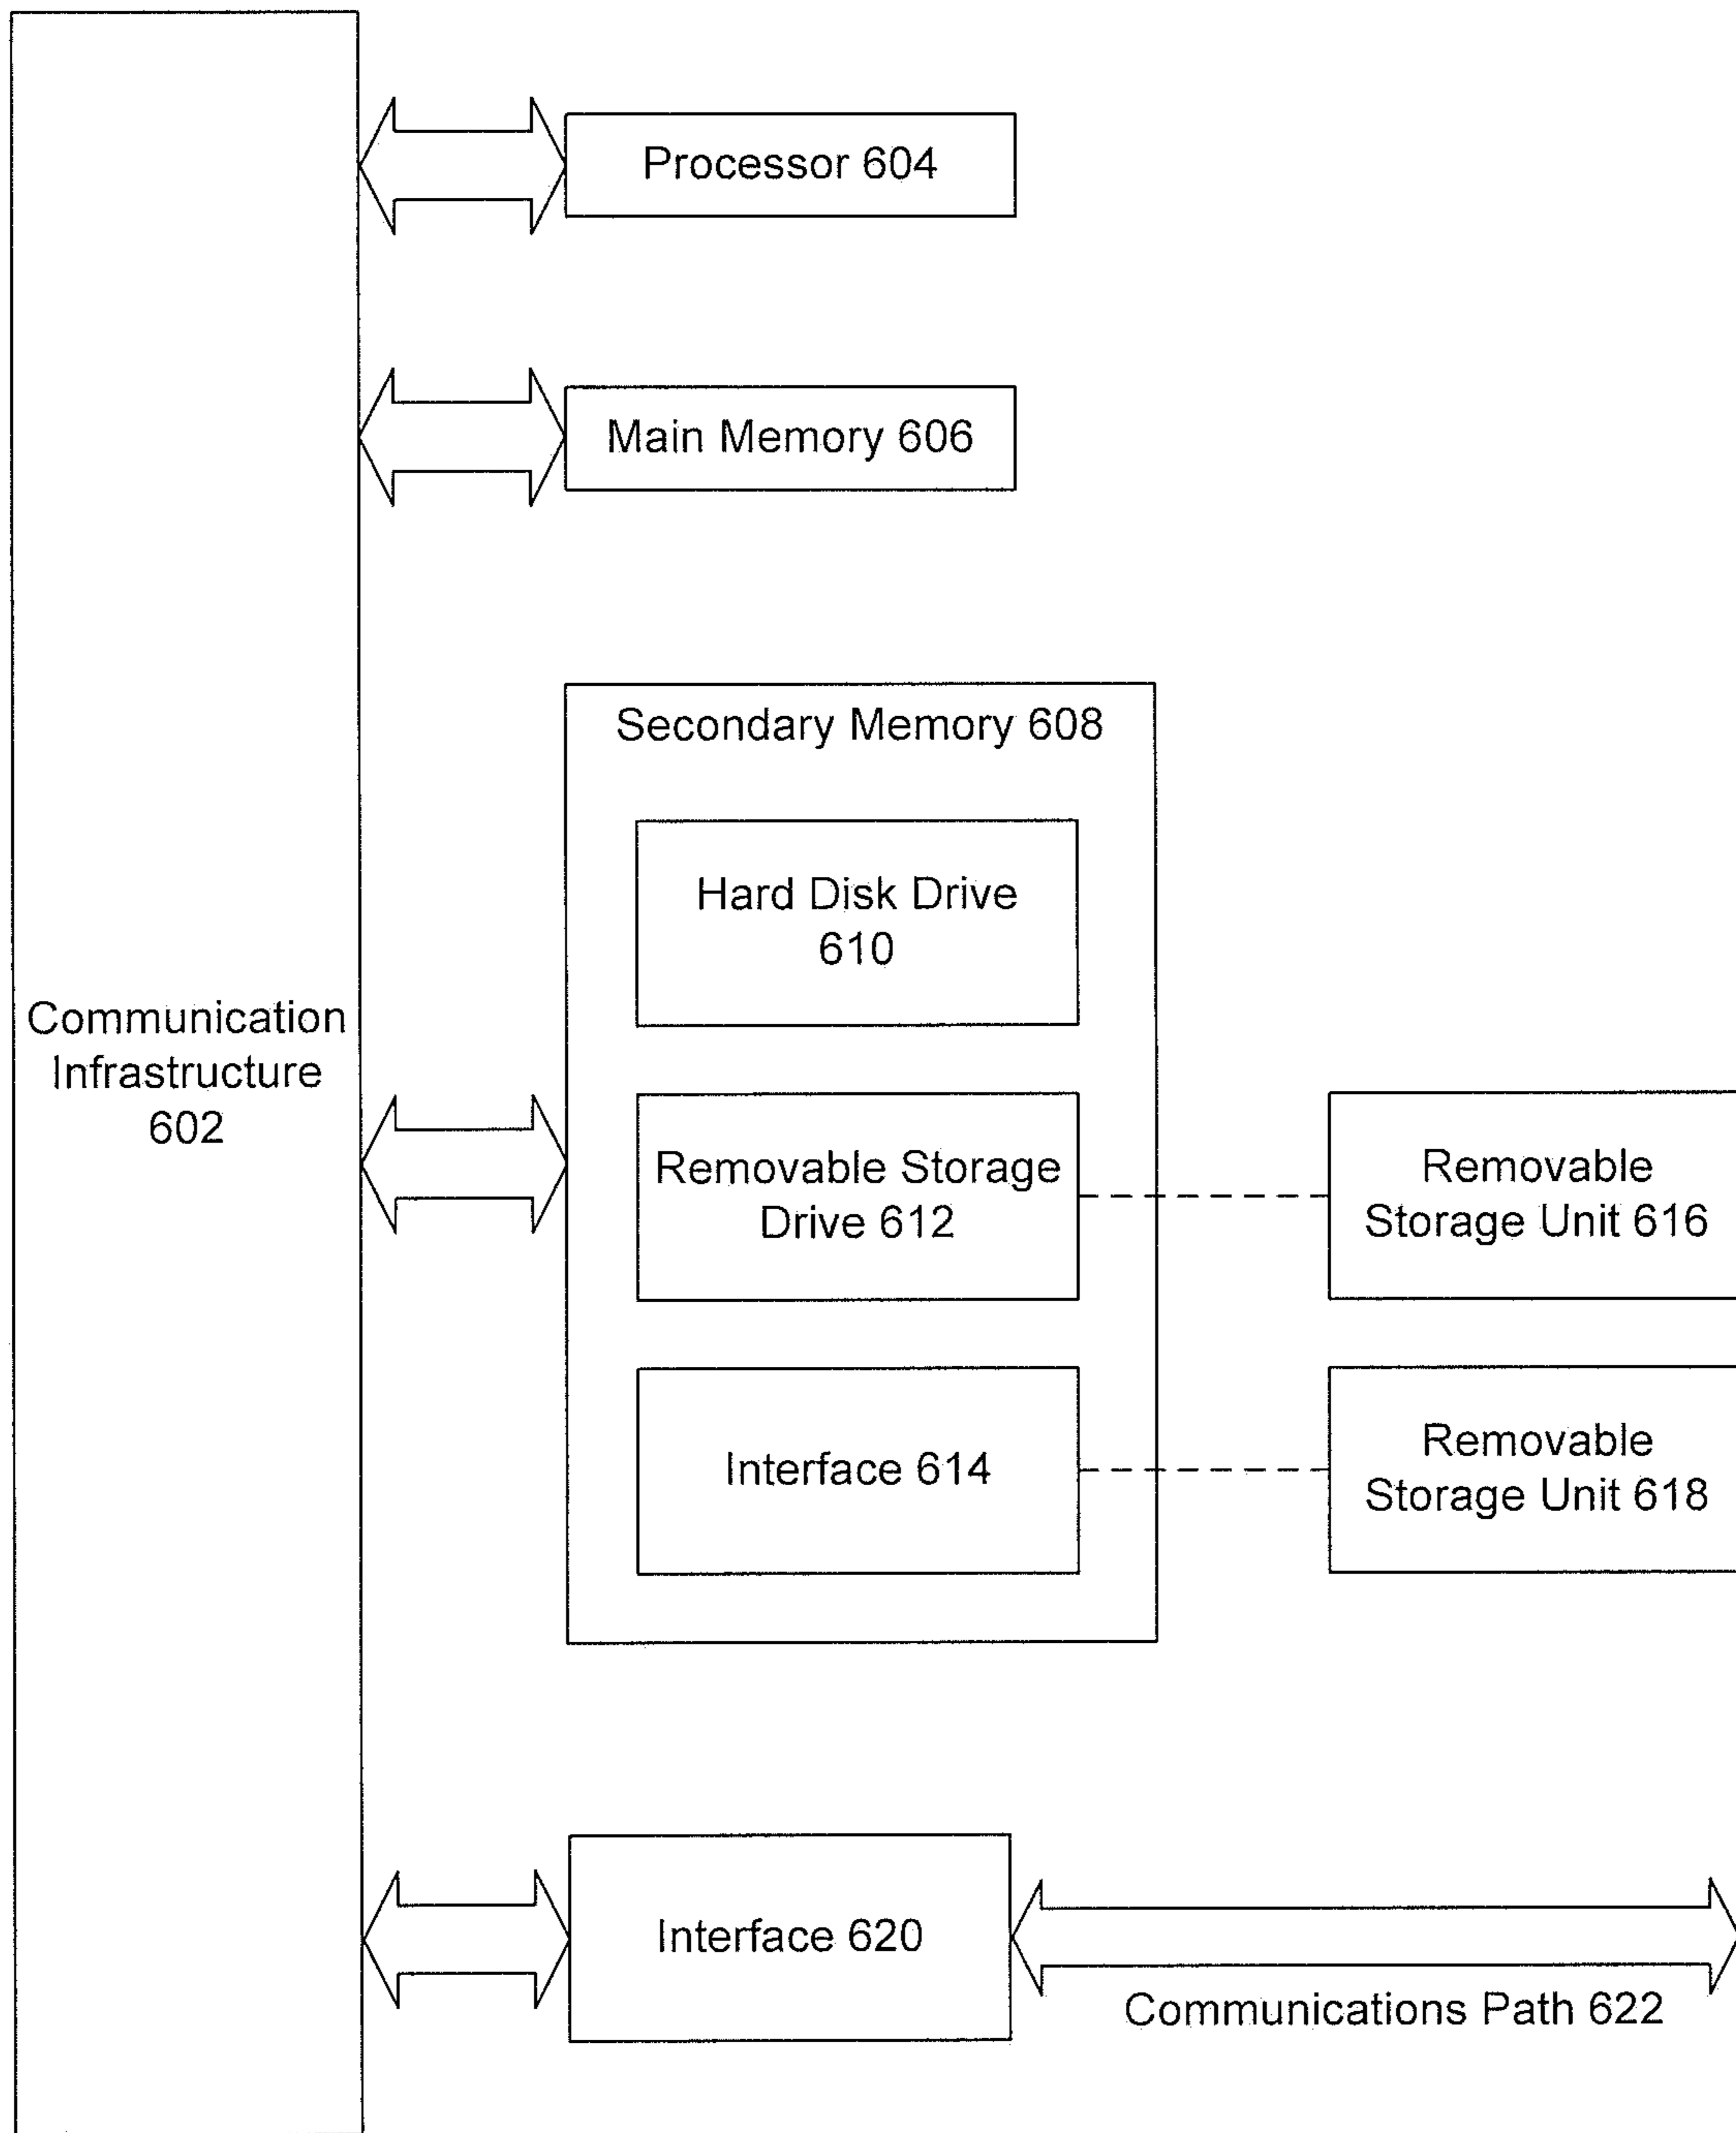 Processor 604
Main Memory 606
Secondary Memory 608
Hard Disk Drive
610
Communication
Infrastructure
602
Removable Storage
Drive 612
Removable
Storage Unit 616
Interface 614
Removable
Storage Unit 618
Interface 620
Communications Path 622